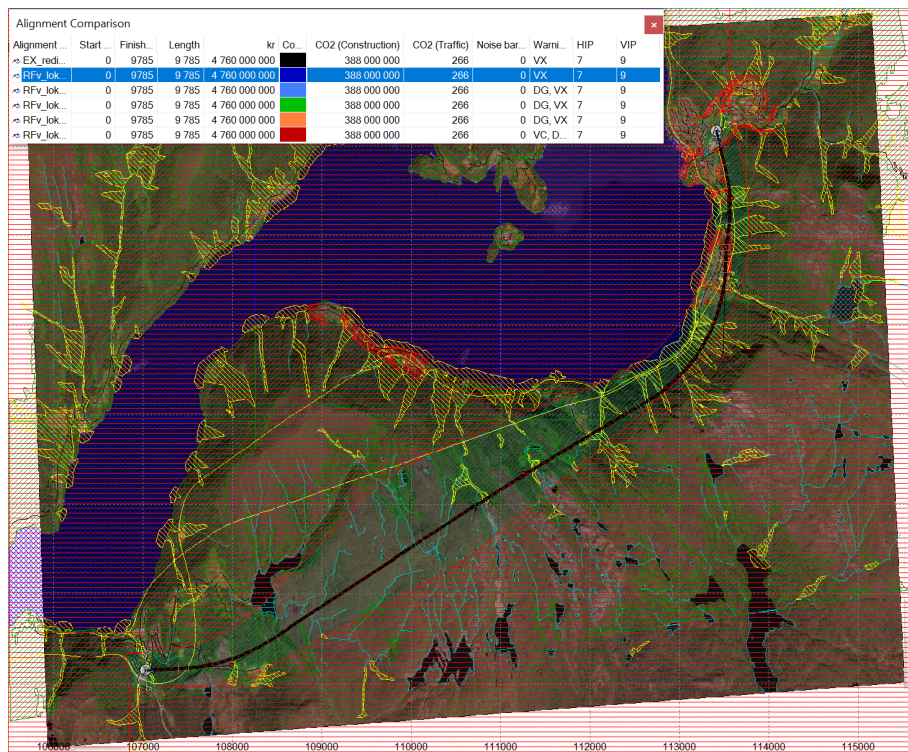 Alignment Comparison
Alignment ... Start ... Finish... Length kr Co... CO2 (Construction) CO2 (Traffic) Noise bar... Warni... HIP VIP
EX_redi... 0 9785 9 785 4 760 000 000 388 000 000 266 0 VX 7 9
RFv_lok... 0 9785 9 785 4 760 000 000 388 000 000 266 0 VX 7 9
RFv_lok... 0 9785 9 785 4 760 000 000 388 000 000 266 0 DG, VX 7 9
RFv_lok... 0 9785 9 785 4 760 000 000 388 000 000 266 0 DG, VX 7 9
RFv_lok... 0 9785 9 785 4 760 000 000 388 000 000 266 0 DG, VX 7 9
RFv_lok... 0 9785 9 785 4 760 000 000 388 000 000 266 0 VC, D... 7 9
107000 108000 109000 110000 111000 112000 113000 114000 115000